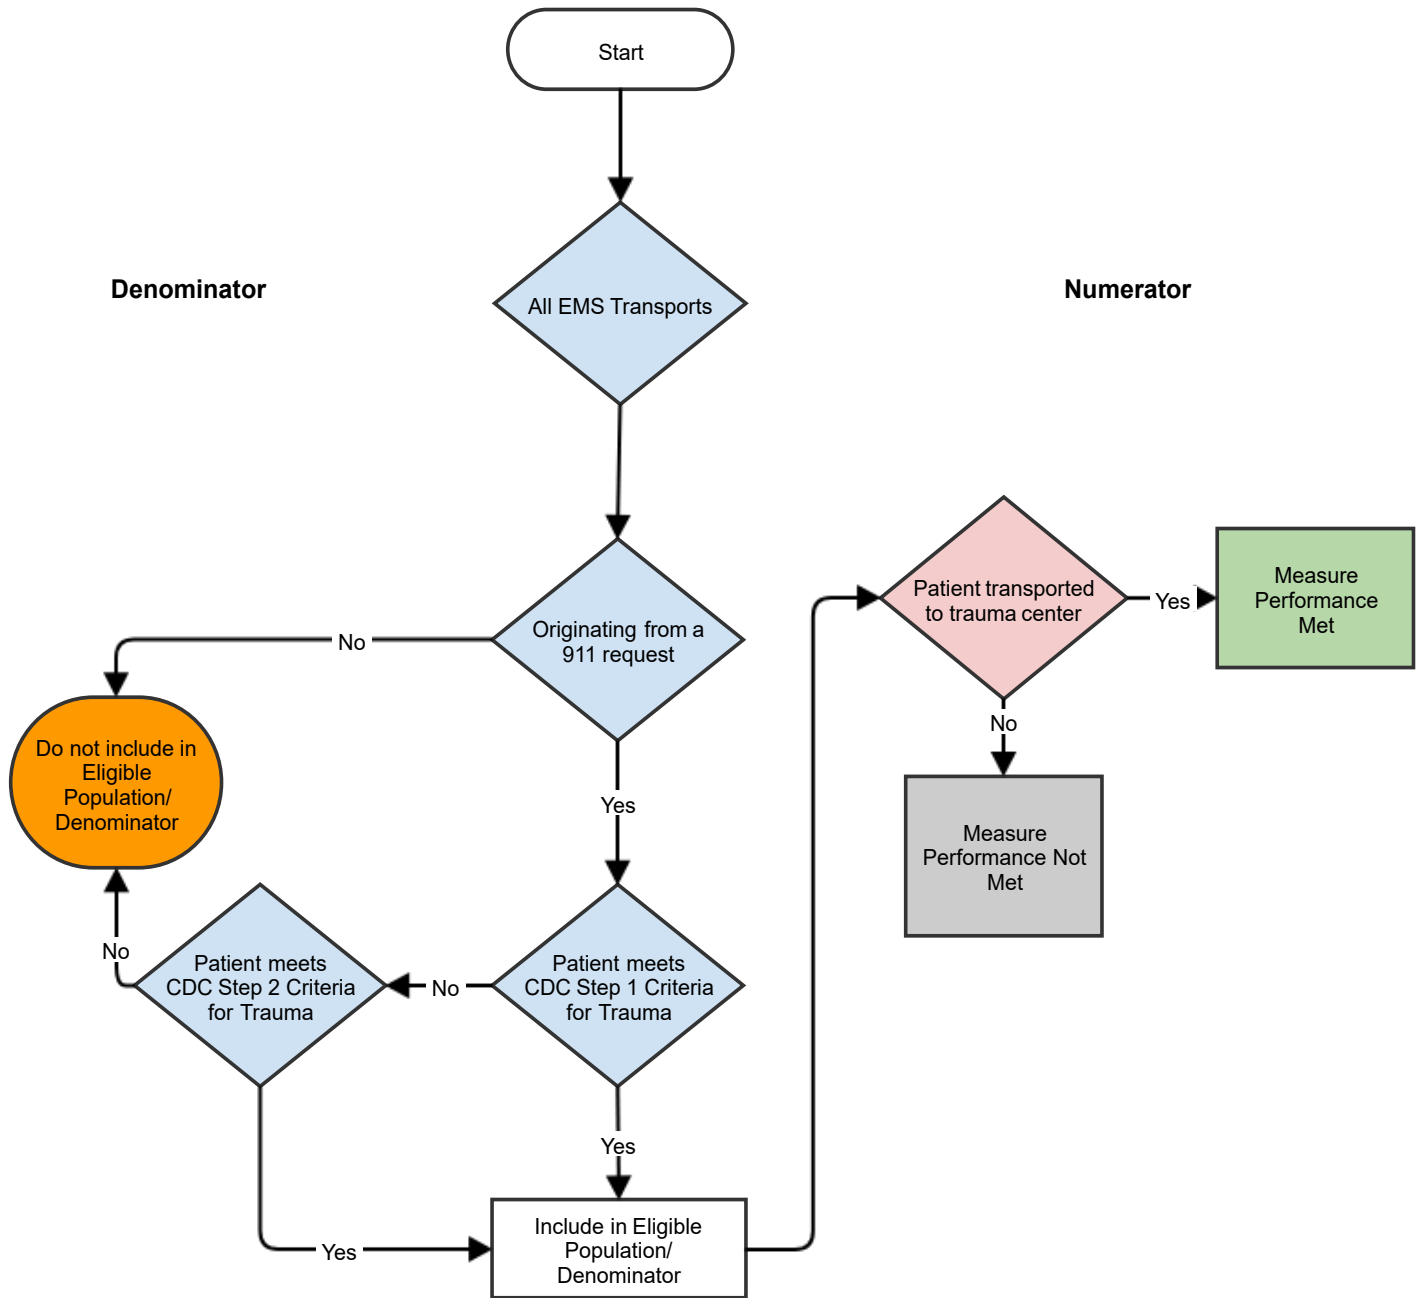 Start
All EMS Transports
Denominator
Numerator
Originating from a
911 request
No
Yes
Do not include in
Eligible
Population/
Denominator
Patient meets
CDC Step 1 Criteria
for Trauma
No
Patient meets
CDC Step 2 Criteria
for Trauma
No
Yes
Yes
Include in Eligible
Population/
Denominator
Patient transported
to trauma center
Yes
Measure
Performance
Met
No
Measure
Performance Not
Met